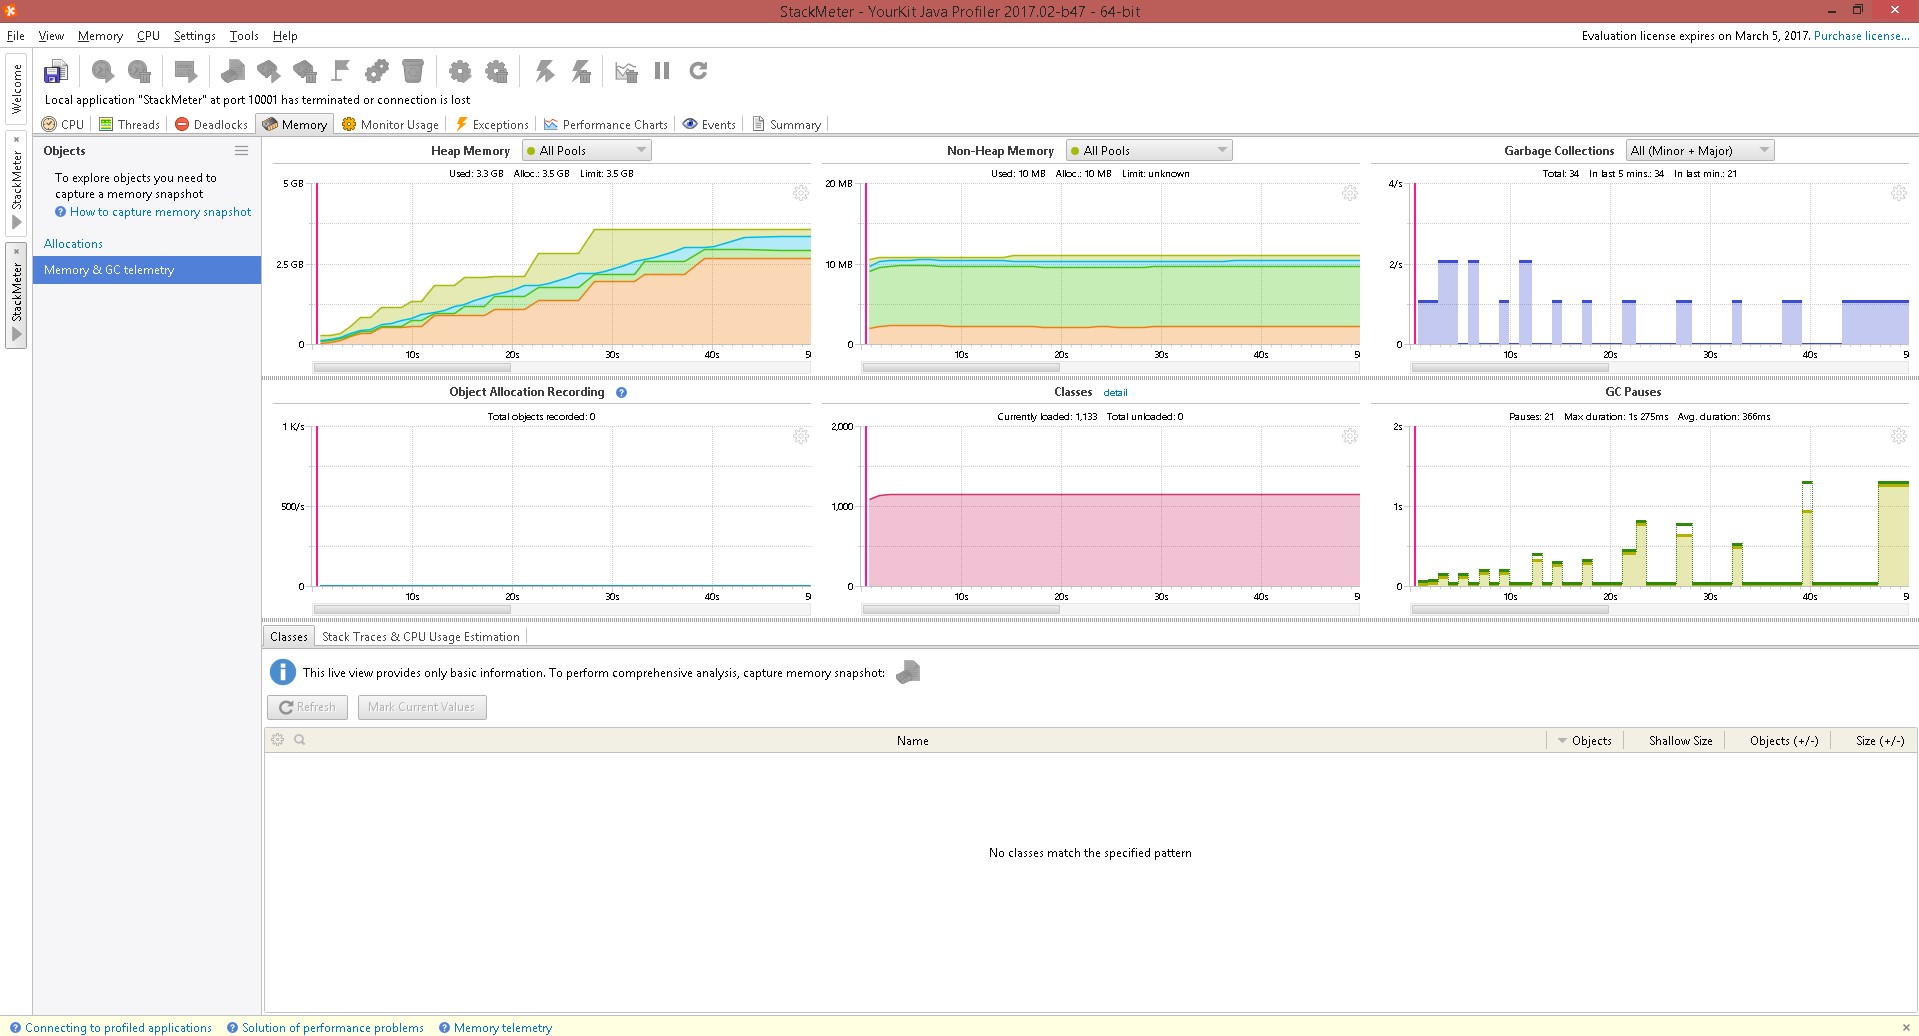 StackMeter - YourKit Java Profiler 2017.02-b47 - 64-bit
File View Memory CPU Settings Tools Help
Evaluation license expires on March 5, 2017. Purchase license...
Welcome
StackMeter
StackMeter
Local application "StackMeter" at port 10001 has terminated or connection is lost
CPU Threads Deadlocks Memory Monitor Usage Exceptions Performance Charts Events Summary
Objects
To explore objects you need to
capture a memory snapshot
How to capture memory snapshot
Allocations
Memory & GC telemetry
Heap Memory All Pools
Used: 3.3 GB Alloc.: 3.5 GB Limit: 3.5 GB
5 GB
2.5 GB
0
10s 20s 30s 40s 5
Non-Heap Memory All Pools
Used: 10 MB Alloc.: 10 MB Limit: unknown
20 MB
10 MB
0
10s 20s 30s 40s 5
Garbage Collections All (Minor + Major)
Total: 34 In last 5 mins.: 34 In last min.: 21
4/s
2/s
0
10s 20s 30s 40s 5
Object Allocation Recording
Total objects recorded: 0
1 K/s
500/s
0
10s 20s 30s 40s 5
Classes detail
Currently loaded: 1,133 Total unloaded: 0
2,000
1,000
0
10s 20s 30s 40s 5
GC Pauses
Pauses: 21 Max duration: 1s 275ms Avg. duration: 366ms
2s
1s
0
10s 20s 30s 40s 5
Classes Stack Traces & CPU Usage Estimation
This live view provides only basic information. To perform comprehensive analysis, capture memory snapshot:
Refresh Mark Current Values
Name Objects Shallow Size Objects (+/-) Size (+/-)
No classes match the specified pattern
Connecting to profiled applications Solution of performance problems Memory telemetry